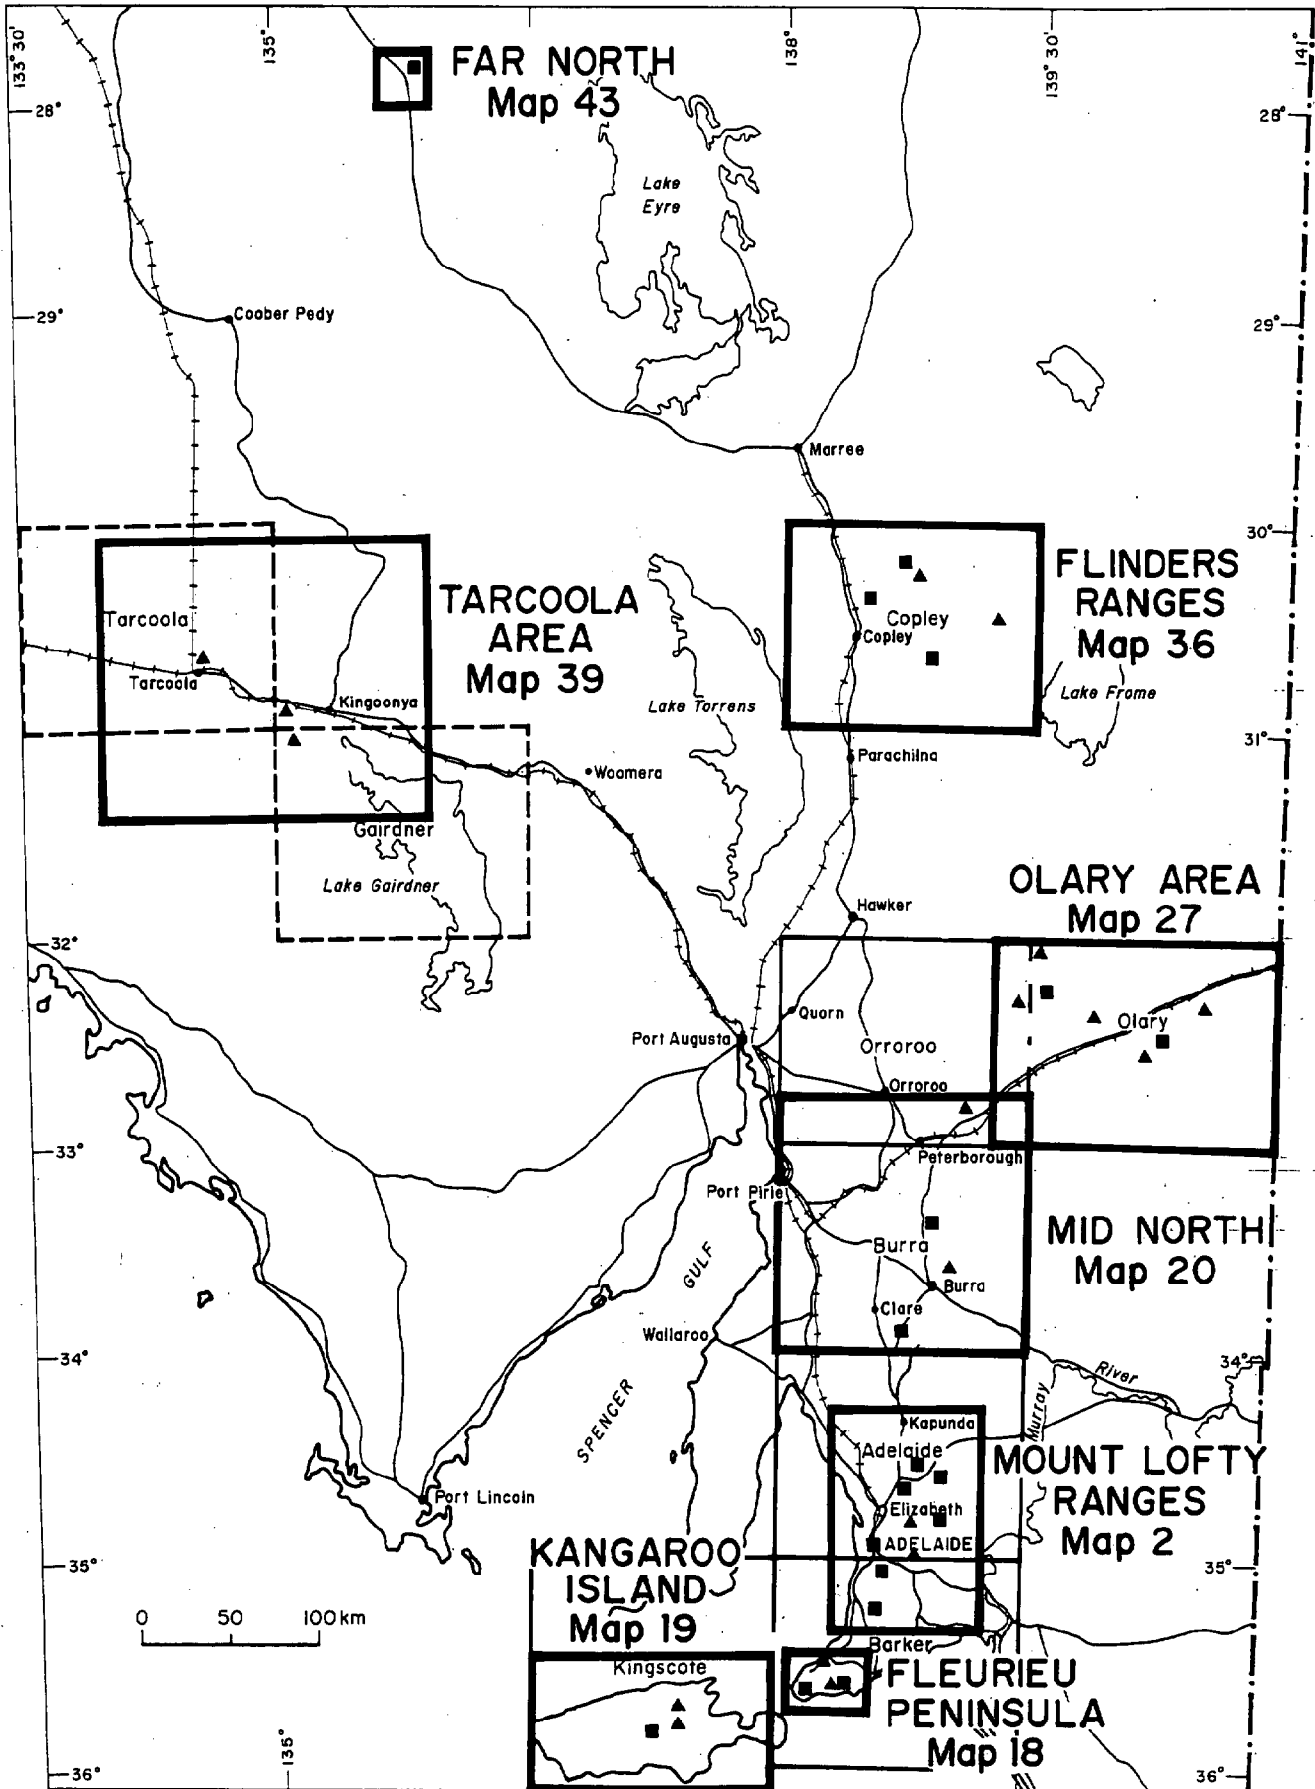 133° 30'
135°
138°
139° 30'
141°
FAR NORTH
Map 43
28°
28°
Lake
Eyre
Coober Pedy
29°
29°
Marree
30°
FLINDERS
RANGES
Map 36
TARCOOLA
AREA
Map 39
Tarcoola
Copley
Copley
Tarcoola
Kingoonya
Lake Torrens
Lake Frome
31°
Parachilna
Woomera
Gairdner
Lake Gairdner
OLARY AREA
Map 27
Hawker
32°
Quorn
Olary
Port Augusta
Orroroo
Orroroo
33°
Peterborough
Port Pirie
MID NORTH
Map 20
Burra
Burra
GULF
Clare
Wallaroo
34°
34°
River
Murray
SPENCER
Kapunda
Adelaide
MOUNT LOFTY
RANGES
Map 2
Port Lincoln
Elizabeth
ADELAIDE
KANGAROO
ISLAND
Map 19
35°
35°
0 50 100 km
Barker
Kingscote
FLEURIEU
PENINSULA
Map 18
135°
36°
36°